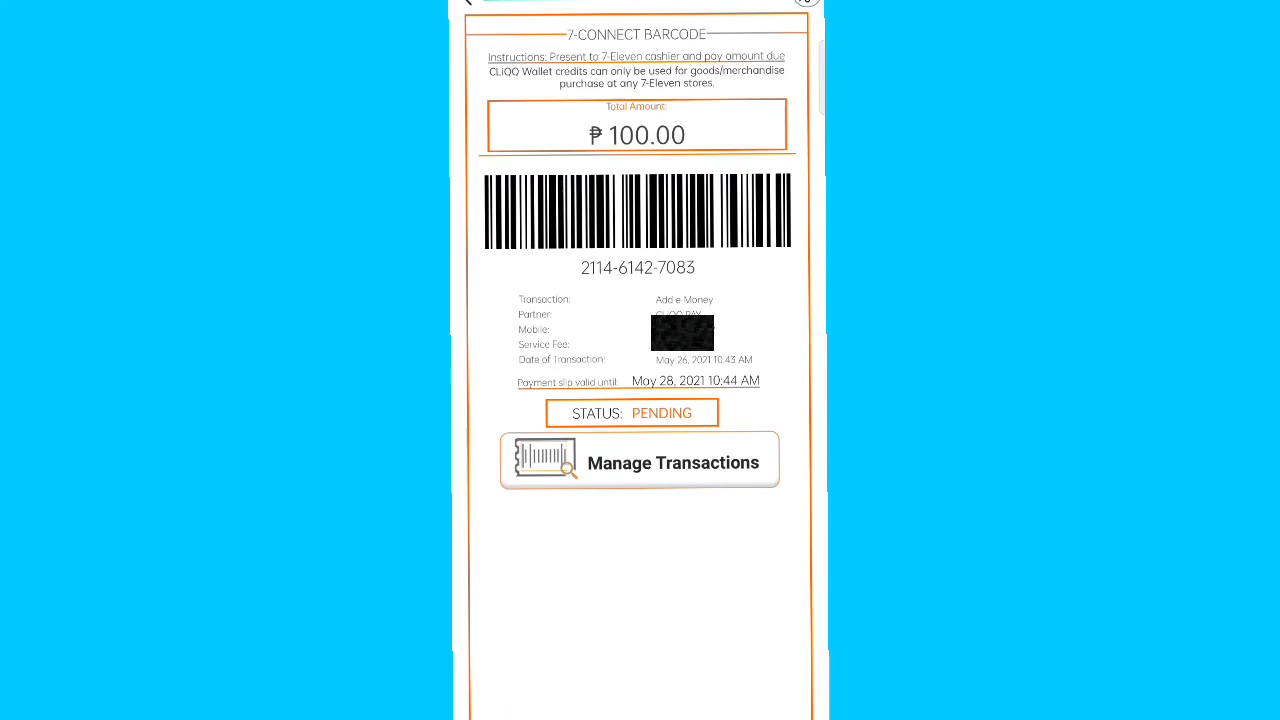 7-CONNECT BARCODE
Instructions: Present to 7-Eleven cashier and pay amount due
CLiQQ Wallet credits can only be used for goods/merchandise
purchase at any 7-Eleven stores.
Total Amount:
₱ 100.00
2114-6142-7083
Transaction: Add e-Money
Partner: CLiQQ PAY
Mobile:
Service Fee:
Date of Transaction: May 26, 2021 10:43 AM
Payment slip valid until: May 28, 2021 10:44 AM
STATUS: PENDING
Manage Transactions